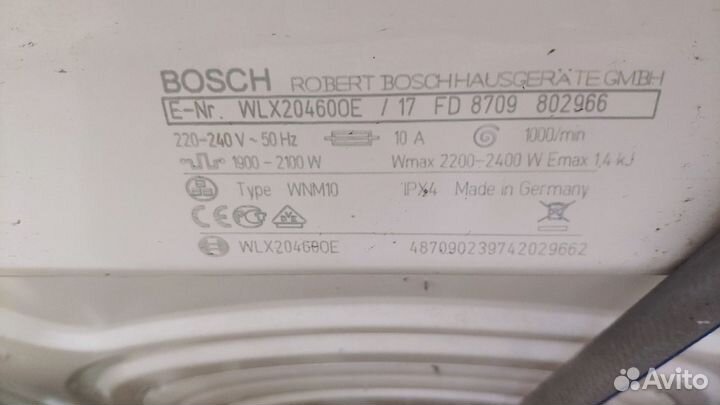 BOSCH ROBERT BOSCH HAUSGERÄTE GMBH
E-Nr. WLX204600E / 17 FD 8709 802966
220-240 V ~ 50 Hz 10 A 1000/min
1900-2100 W Wmax 2200-2400 W Emax 1,4 kJ
Type WNM10 IPX4 Made in Germany
CE
WLX204600E 487090239742029662
Avito